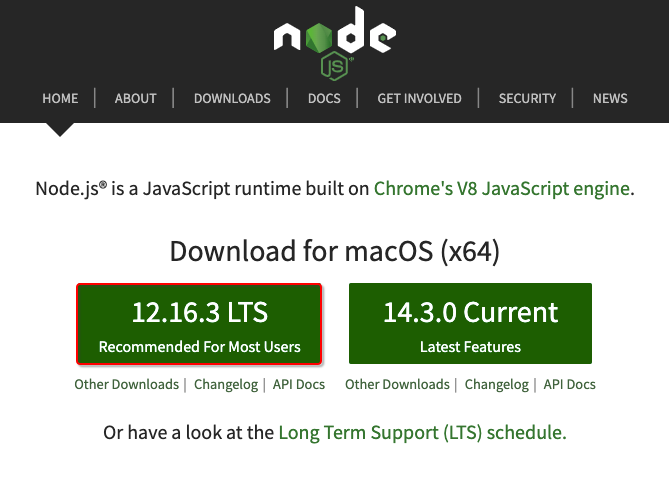 node
JS®
HOME | ABOUT | DOWNLOADS | DOCS | GET INVOLVED | SECURITY | NEWS
Node.js® is a JavaScript runtime built on Chrome's V8 JavaScript engine.
Download for macOS (x64)
12.16.3 LTS 14.3.0 Current
Recommended For Most Users Latest Features
Other Downloads | Changelog | API Docs Other Downloads | Changelog | API Docs
Or have a look at the Long Term Support (LTS) schedule.